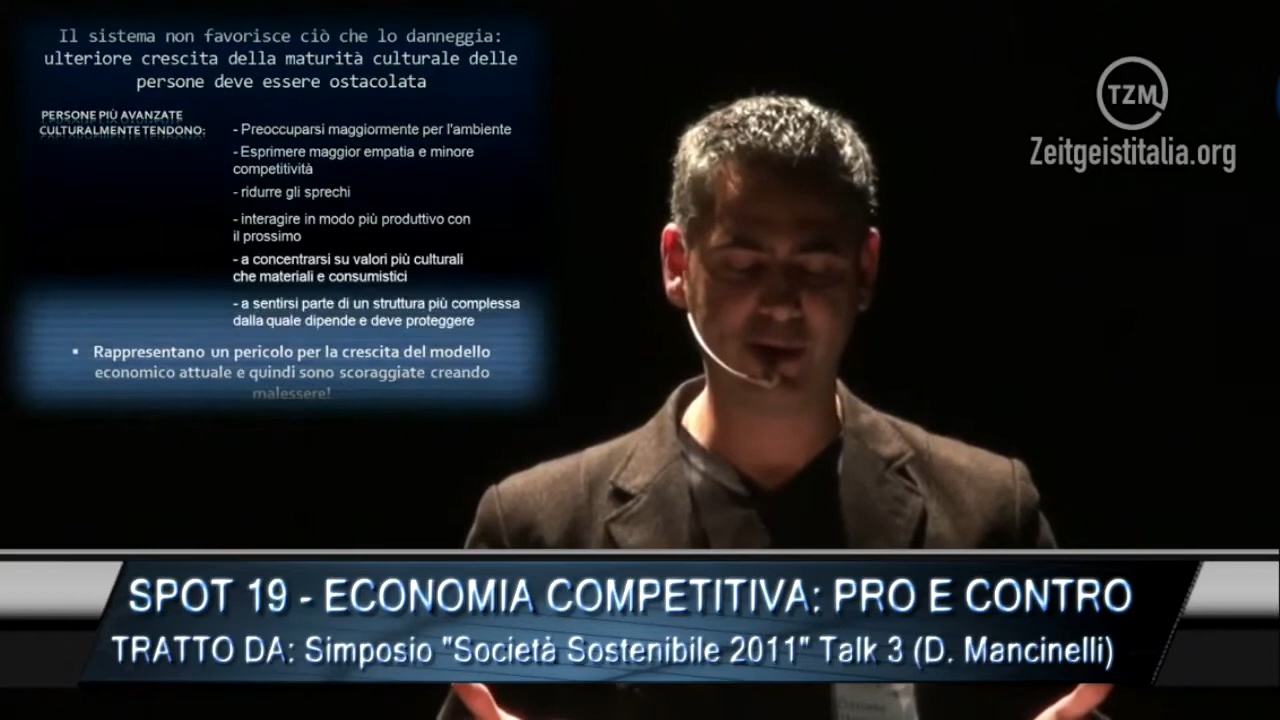 Il sistema non favorisce ciò che lo danneggia:
ulteriore crescita della maturità culturale delle
persone deve essere ostacolata
PERSONE PIÙ AVANZATE
CULTURALMENTE TENDONO:
- Preoccuparsi maggiormente per l'ambiente
- Esprimere maggior empatia e minore
competitività
- ridurre gli sprechi
- interagire in modo più produttivo con
il prossimo
- a concentrarsi su valori più culturali
che materiali e consumistici
- a sentirsi parte di un struttura più complessa
dalla quale dipende e deve proteggere
▪ Rappresentano un pericolo per la crescita del modello
economico attuale e quindi sono scoraggiate creando
malessere!
TZM
Zeitgeistitalia.org
SPOT 19 - ECONOMIA COMPETITIVA: PRO E CONTRO
TRATTO DA: Simposio "Società Sostenibile 2011" Talk 3 (D. Mancinelli)